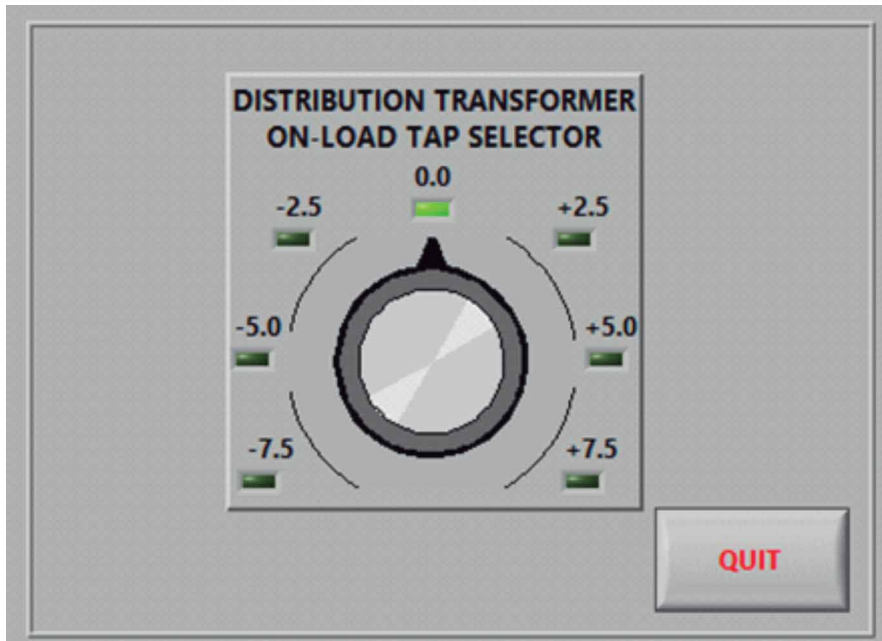 DISTRIBUTION TRANSFORMER
ON-LOAD TAP SELECTOR
0.0
-2.5
+2.5
-5.0
+5.0
-7.5
+7.5
QUIT